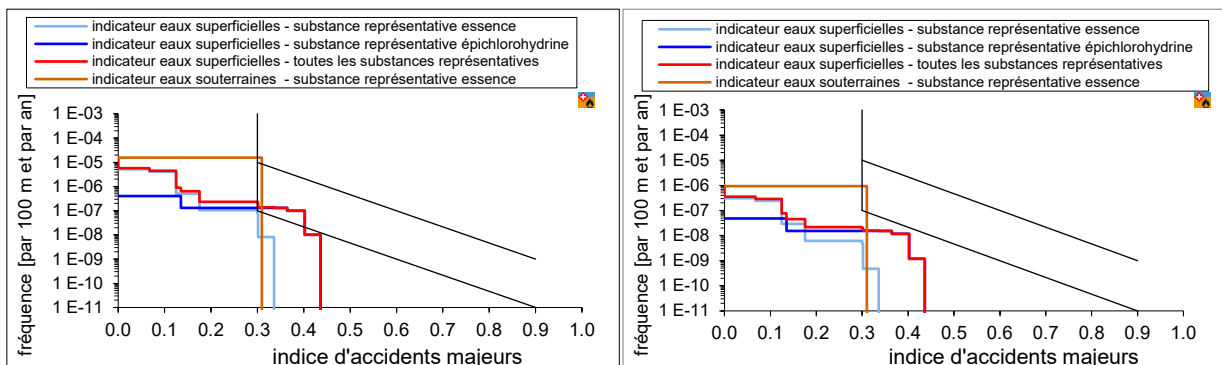 indicateur eaux superficielles - substance représentative essence
indicateur eaux superficielles - substance représentative épichlorohydrine
indicateur eaux superficielles - toutes les substances représentatives
indicateur eaux souterraines - substance représentative essence
fréquence [par 100 m et par an]
1 E-03
1 E-04
1 E-05
1 E-06
1 E-07
1 E-08
1 E-09
1 E-10
1 E-11
0.0 0.1 0.2 0.3 0.4 0.5 0.6 0.7 0.8 0.9 1.0
indice d'accidents majeurs
indicateur eaux superficielles - substance représentative essence
indicateur eaux superficielles - substance représentative épichlorohydrine
indicateur eaux superficielles - toutes les substances représentatives
indicateur eaux souterraines - substance représentative essence
fréquence [par 100 m et par an]
1 E-03
1 E-04
1 E-05
1 E-06
1 E-07
1 E-08
1 E-09
1 E-10
1 E-11
0.0 0.1 0.2 0.3 0.4 0.5 0.6 0.7 0.8 0.9 1.0
indice d'accidents majeurs